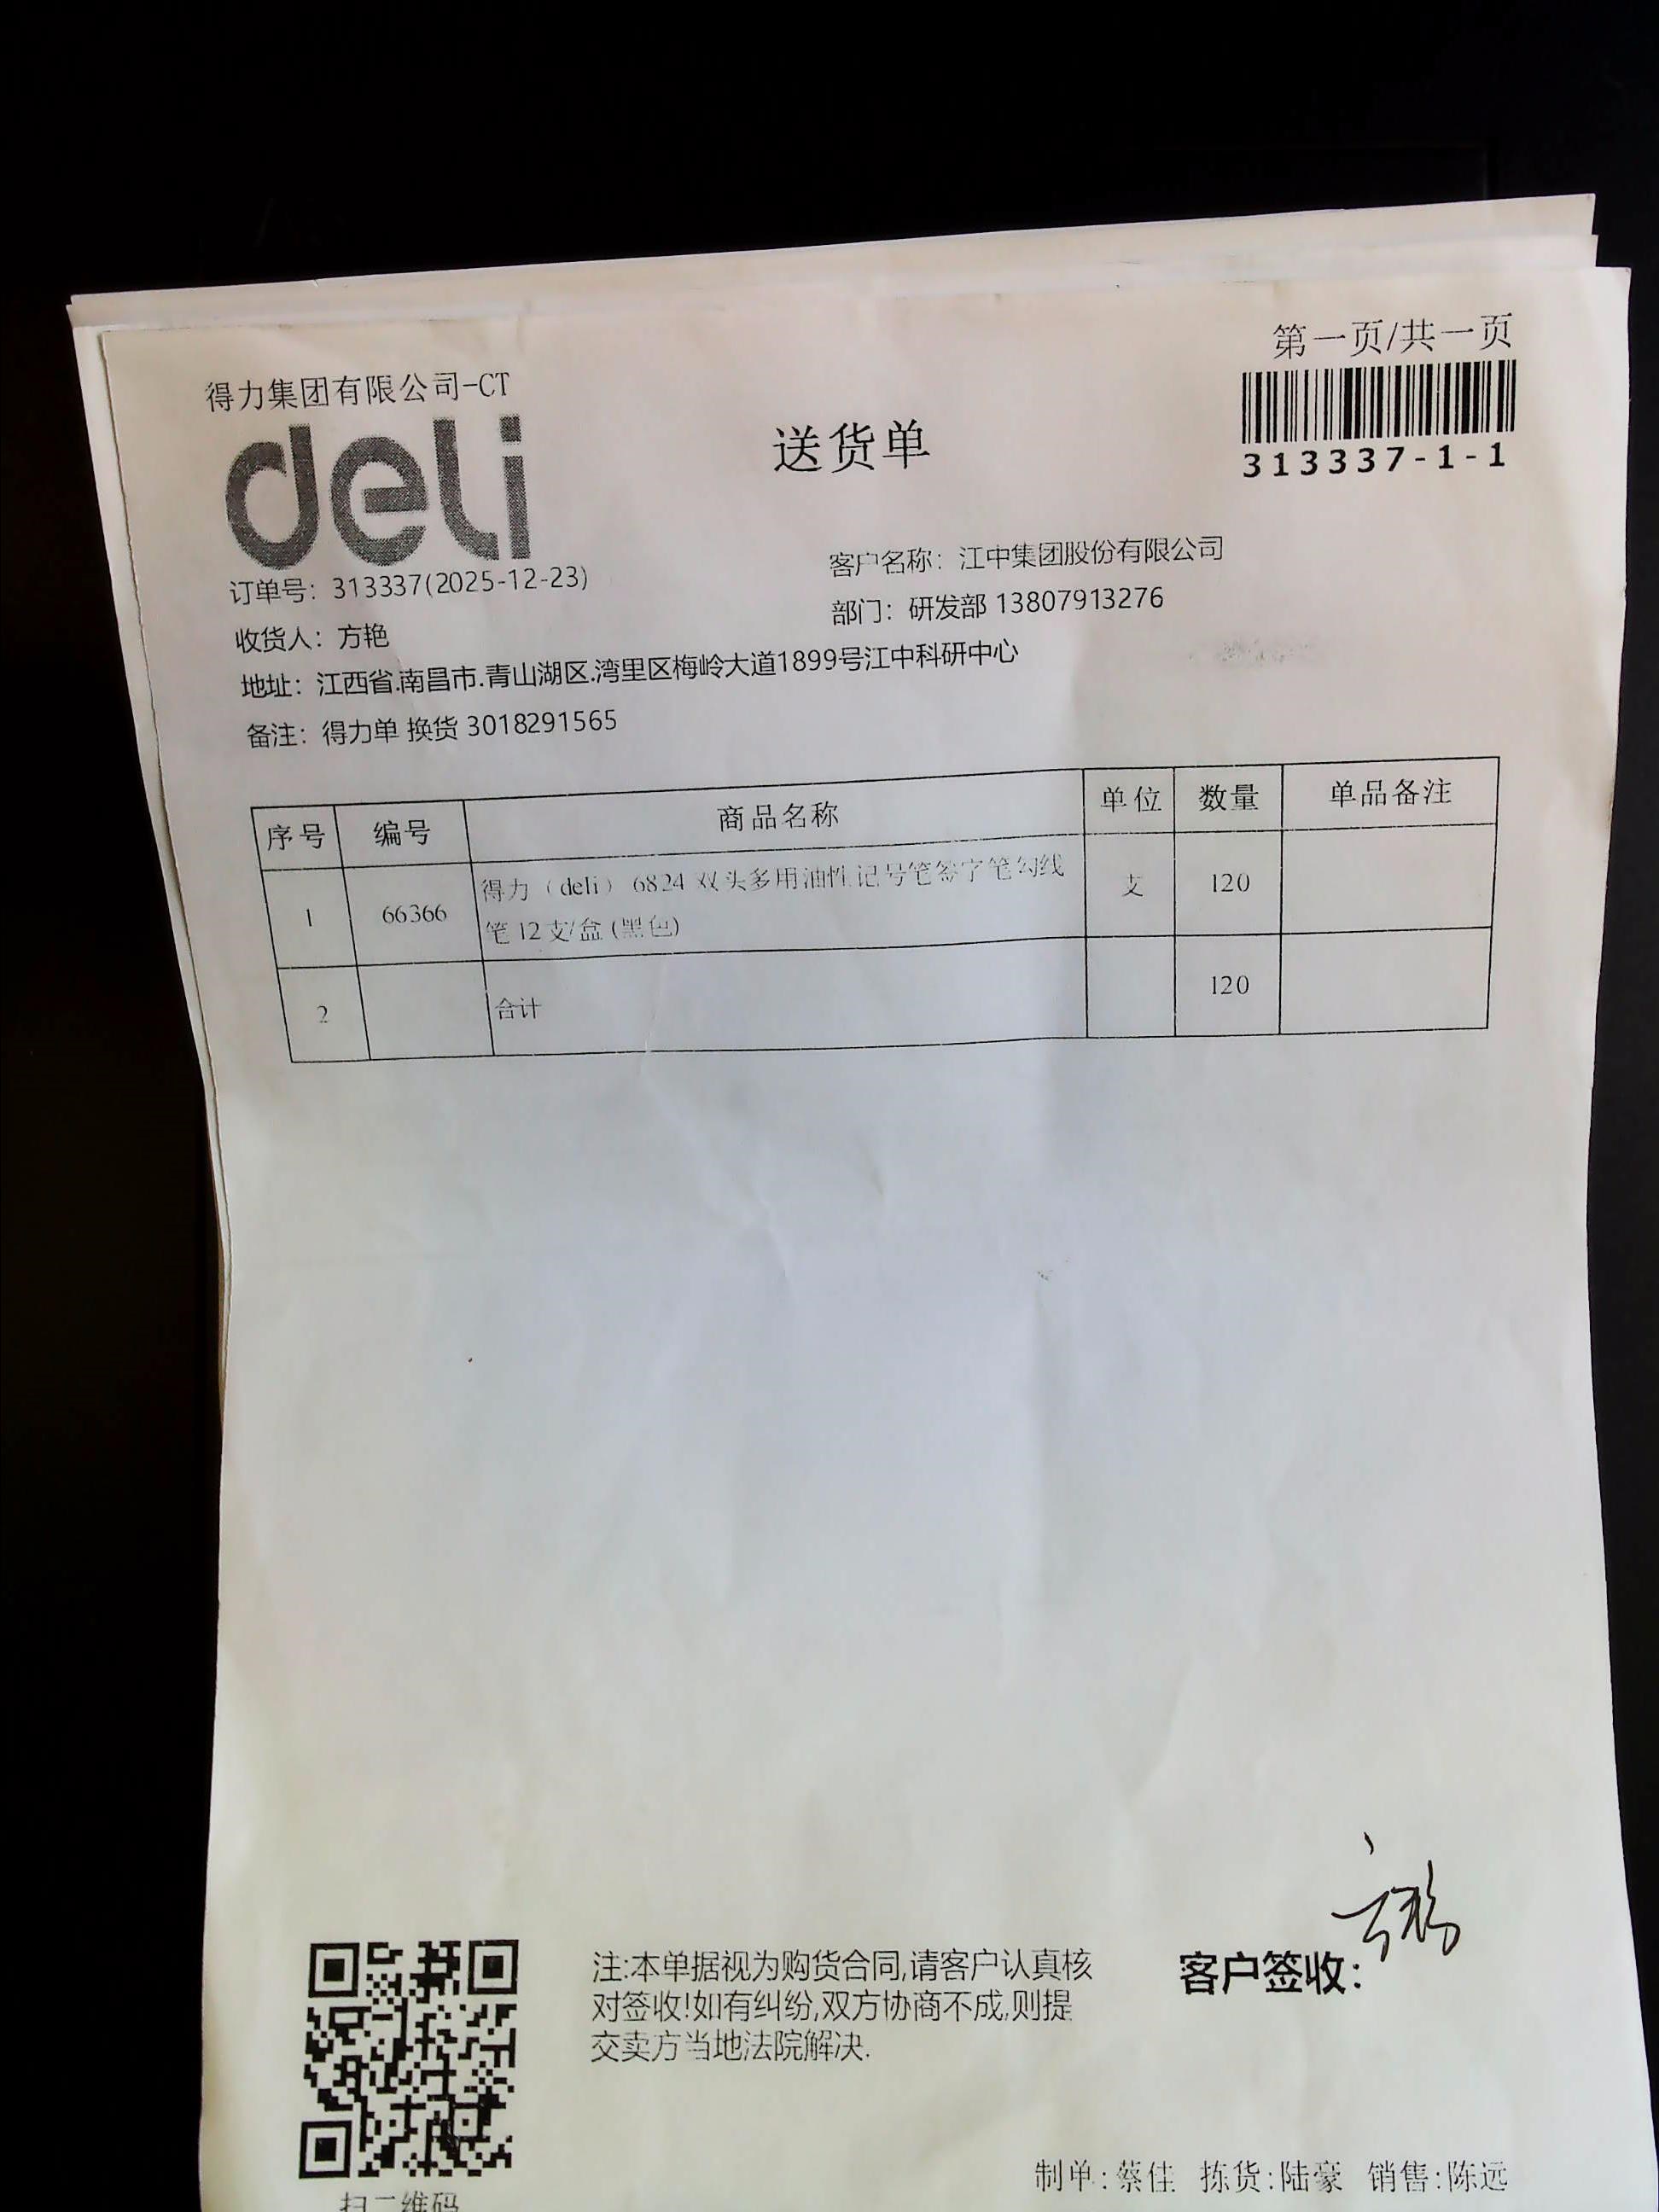 第一页/共一页
得力集团有限公司-CT
deli
送货单
313337-1-1
订单号：313337(2025-12-23)
客户名称：江中集团股份有限公司
收货人：方艳
部门：研发部 13807913276
地址：江西省.南昌市.青山湖区.湾里区梅岭大道1899号江中科研中心
备注：得力单 换货 3018291565
序号 编号 商品名称 单位 数量 单品备注
1 66366 得力（deli）6824 双头多用油性记号笔签字笔勾线 支 120
笔 12 支/盒 (黑色)
2 合计 120
注:本单据视为购货合同,请客户认真核
对签收!如有纠纷,双方协商不成,则提
交卖方当地法院解决.
客户签收：
制单:蔡佳 拣货:陆豪 销售:陈远
扫二维码